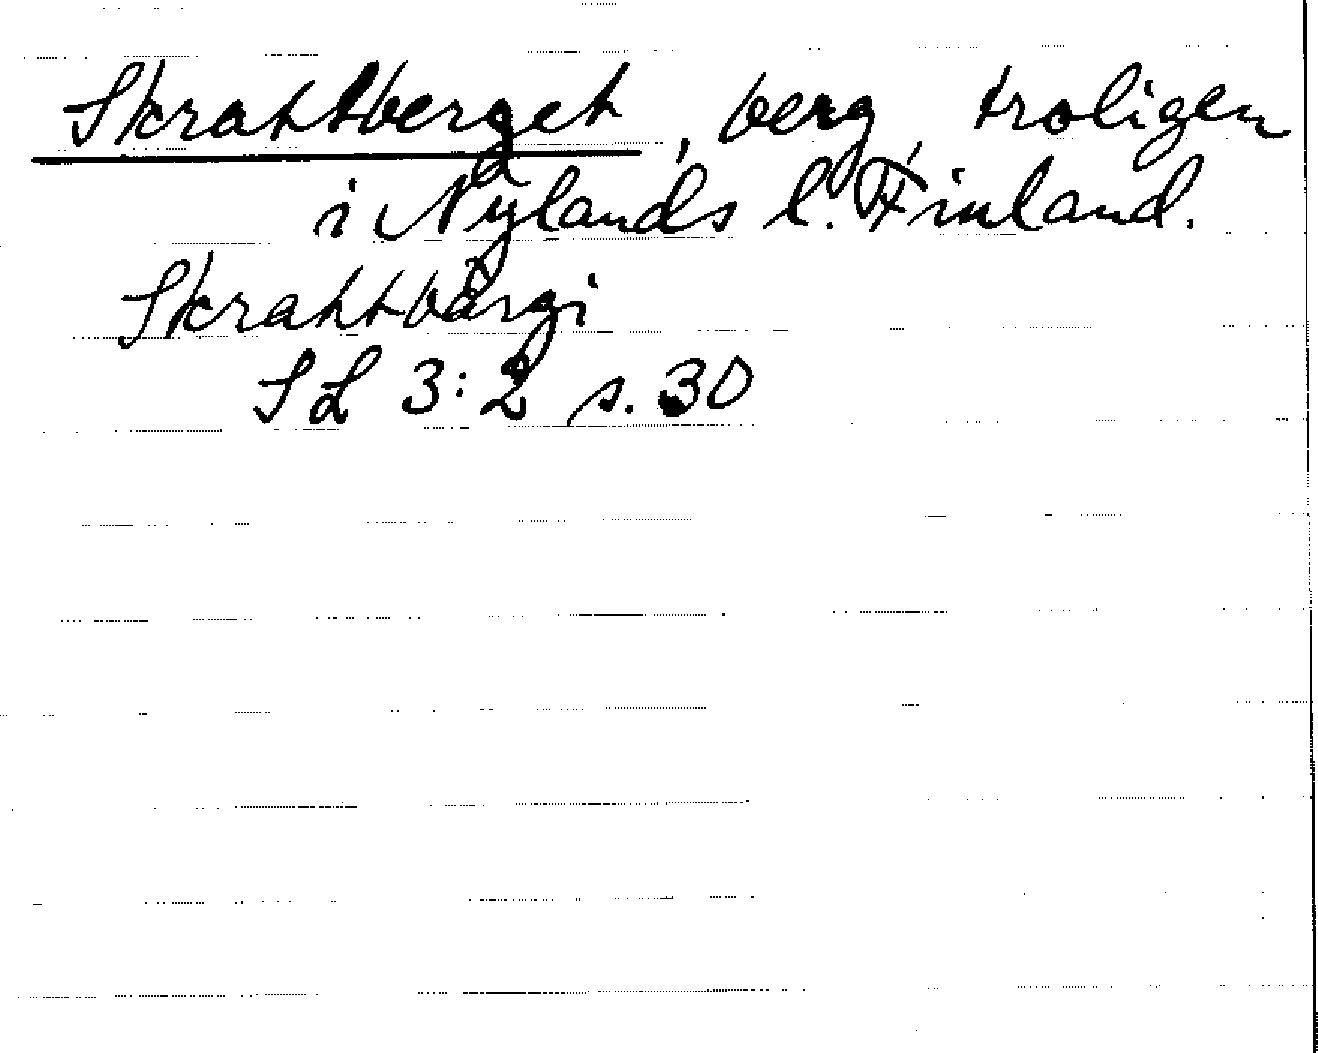 Skrattberget, berg, troligen
i Nylands l. Finland.
Skrattbärgi
SL 3:2 s. 30